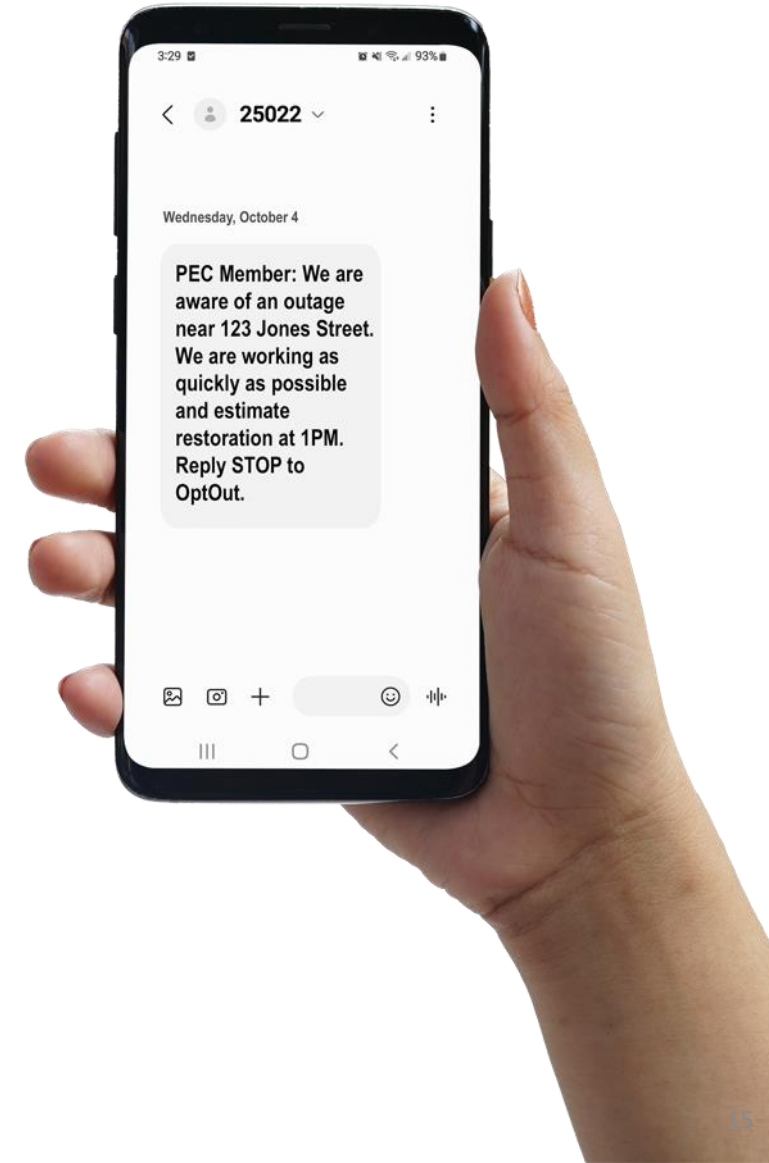 3:29 93%
25022
Wednesday, October 4
PEC Member: We are
aware of an outage
near 123 Jones Street.
We are working as
quickly as possible
and estimate
restoration at 1PM.
Reply STOP to
OptOut.
15